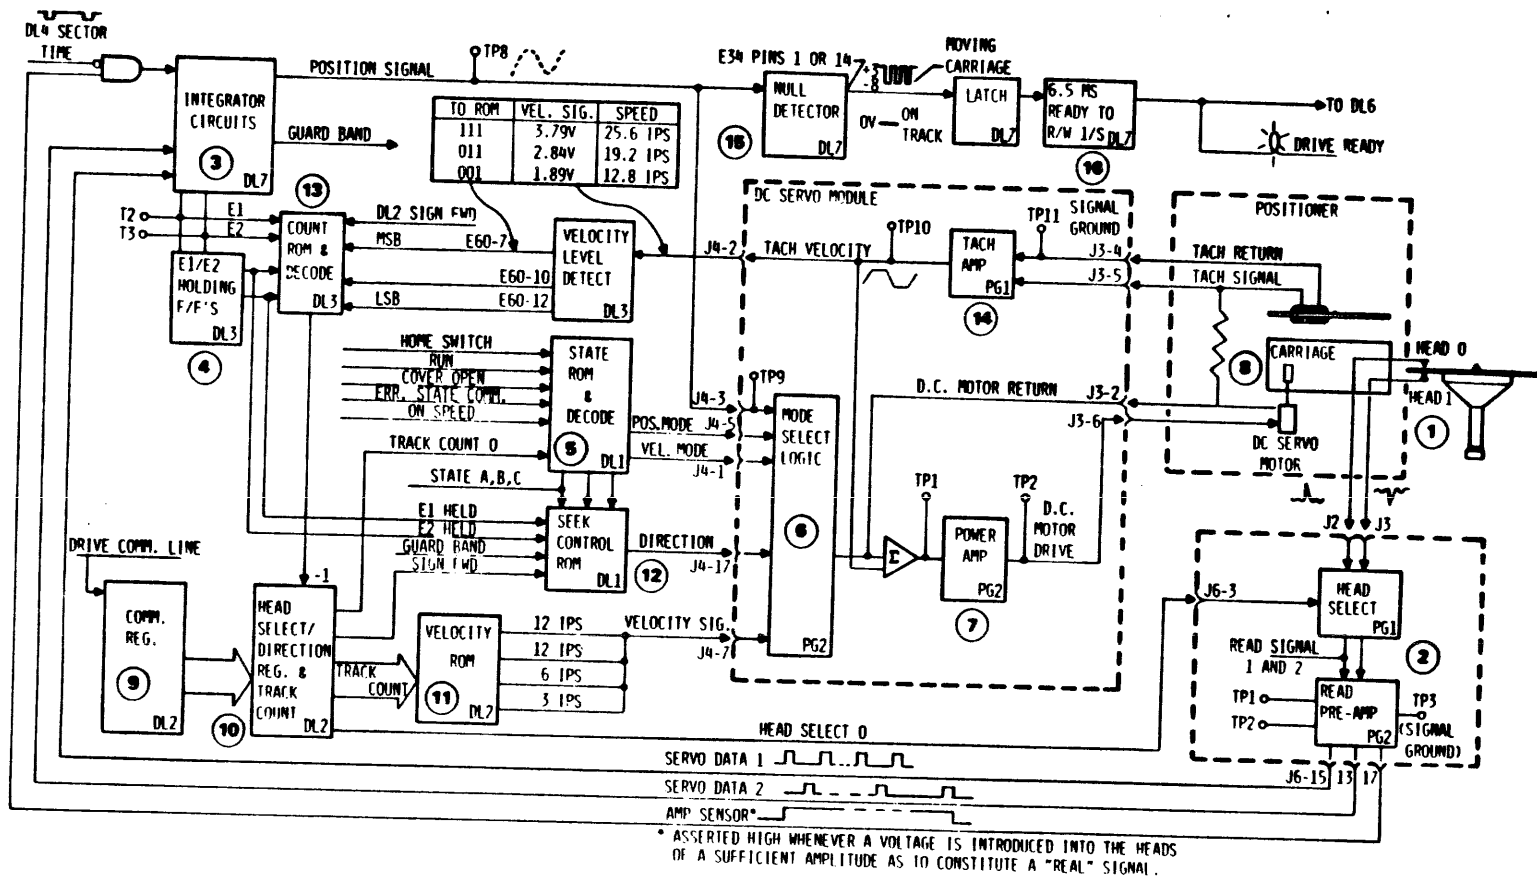 DL4 SECTOR
TIME
INTEGRATOR
CIRCUITS
3
DL7
POSITION SIGNAL
TP8
GUARD BAND
TO ROM VEL. SIG. SPEED
111 3.79V 25.6 IPS
011 2.84V 19.2 IPS
001 1.89V 12.8 IPS
E34 PINS 1 OR 14
+3
-8
MOVING
CARRIAGE
NULL
DETECTOR
DL7
15
0V — ON
TRACK
LATCH
DL7
6.5 MS
READY TO
R/W 1/S
DL7
16
TO DL6
DRIVE READY
T2
T3
E1
E2
13
COUNT
ROM &
DECODE
DL3
E1/E2
HOLDING
F/F'S
DL3
4
DL2 SIGN FWD
MSB
E60-7
E60-10
E60-12
LSB
VELOCITY
LEVEL
DETECT
DL3
DC SERVO MODULE
J4-2
TACH VELOCITY
TP10
TACH
AMP
PG1
14
TP11
SIGNAL
GROUND
J3-4
J3-5
POSITIONER
TACH RETURN
TACH SIGNAL
8
CARRIAGE
DC SERVO
MOTOR
HEAD 0
HEAD 1
1
HOME SWITCH
RUN
COVER OPEN
ERR. STATE COMM.
ON SPEED
TRACK COUNT 0
STATE
ROM
&
DECODE
5
DL1
J4-3
TP9
POS.MODE
J4-5
VEL. MODE
J4-1
MODE
SELECT
LOGIC
6
PG2
D.C. MOTOR RETURN
J3-2
J3-6
STATE A,B,C
E1 HELD
E2 HELD
GUARD BAND
SIGN FWD
SEEK
CONTROL
ROM
DL1
12
DIRECTION
J4-17
TP1
Σ
POWER
AMP
PG2
7
TP2
D.C.
MOTOR
DRIVE
J2
J3
DRIVE COMM. LINE
COMM.
REG.
9
DL2
-1
HEAD
SELECT/
DIRECTION
REG. &
TRACK
COUNT
DL2
10
TRACK
COUNT
VELOCITY
ROM
11
DL2
12 IPS
12 IPS
6 IPS
3 IPS
VELOCITY SIG.
J4-7
J6-3
HEAD
SELECT
PG1
READ SIGNAL
1 AND 2
2
READ
PRE-AMP
PG2
TP1
TP2
TP3
(SIGNAL
GROUND)
J6-15
13
17
HEAD SELECT 0
SERVO DATA 1
SERVO DATA 2
AMP SENSOR*
* ASSERTED HIGH WHENEVER A VOLTAGE IS INTRODUCED INTO THE HEADS
OF A SUFFICIENT AMPLITUDE AS TO CONSTITUTE A "REAL" SIGNAL.